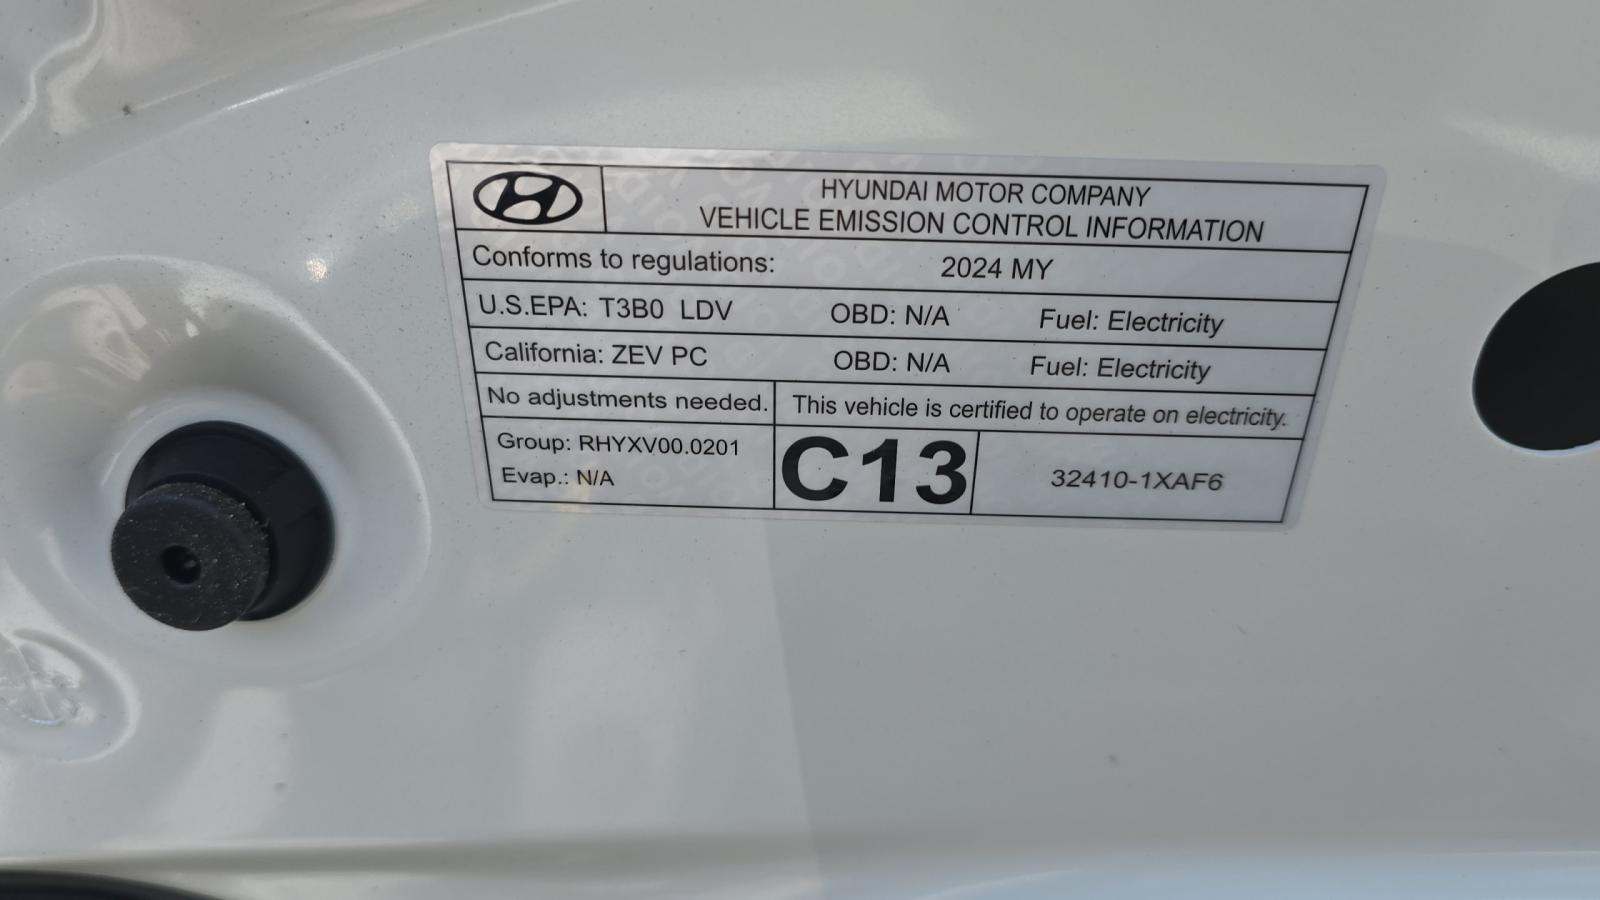 HYUNDAI MOTOR COMPANY
VEHICLE EMISSION CONTROL INFORMATION
Conforms to regulations: 2024 MY
U.S.EPA: T3B0 LDV OBD: N/A Fuel: Electricity
California: ZEV PC OBD: N/A Fuel: Electricity
No adjustments needed. This vehicle is certified to operate on electricity.
Group: RHYXV00.0201
Evap.: N/A
C13
32410-1XAF6